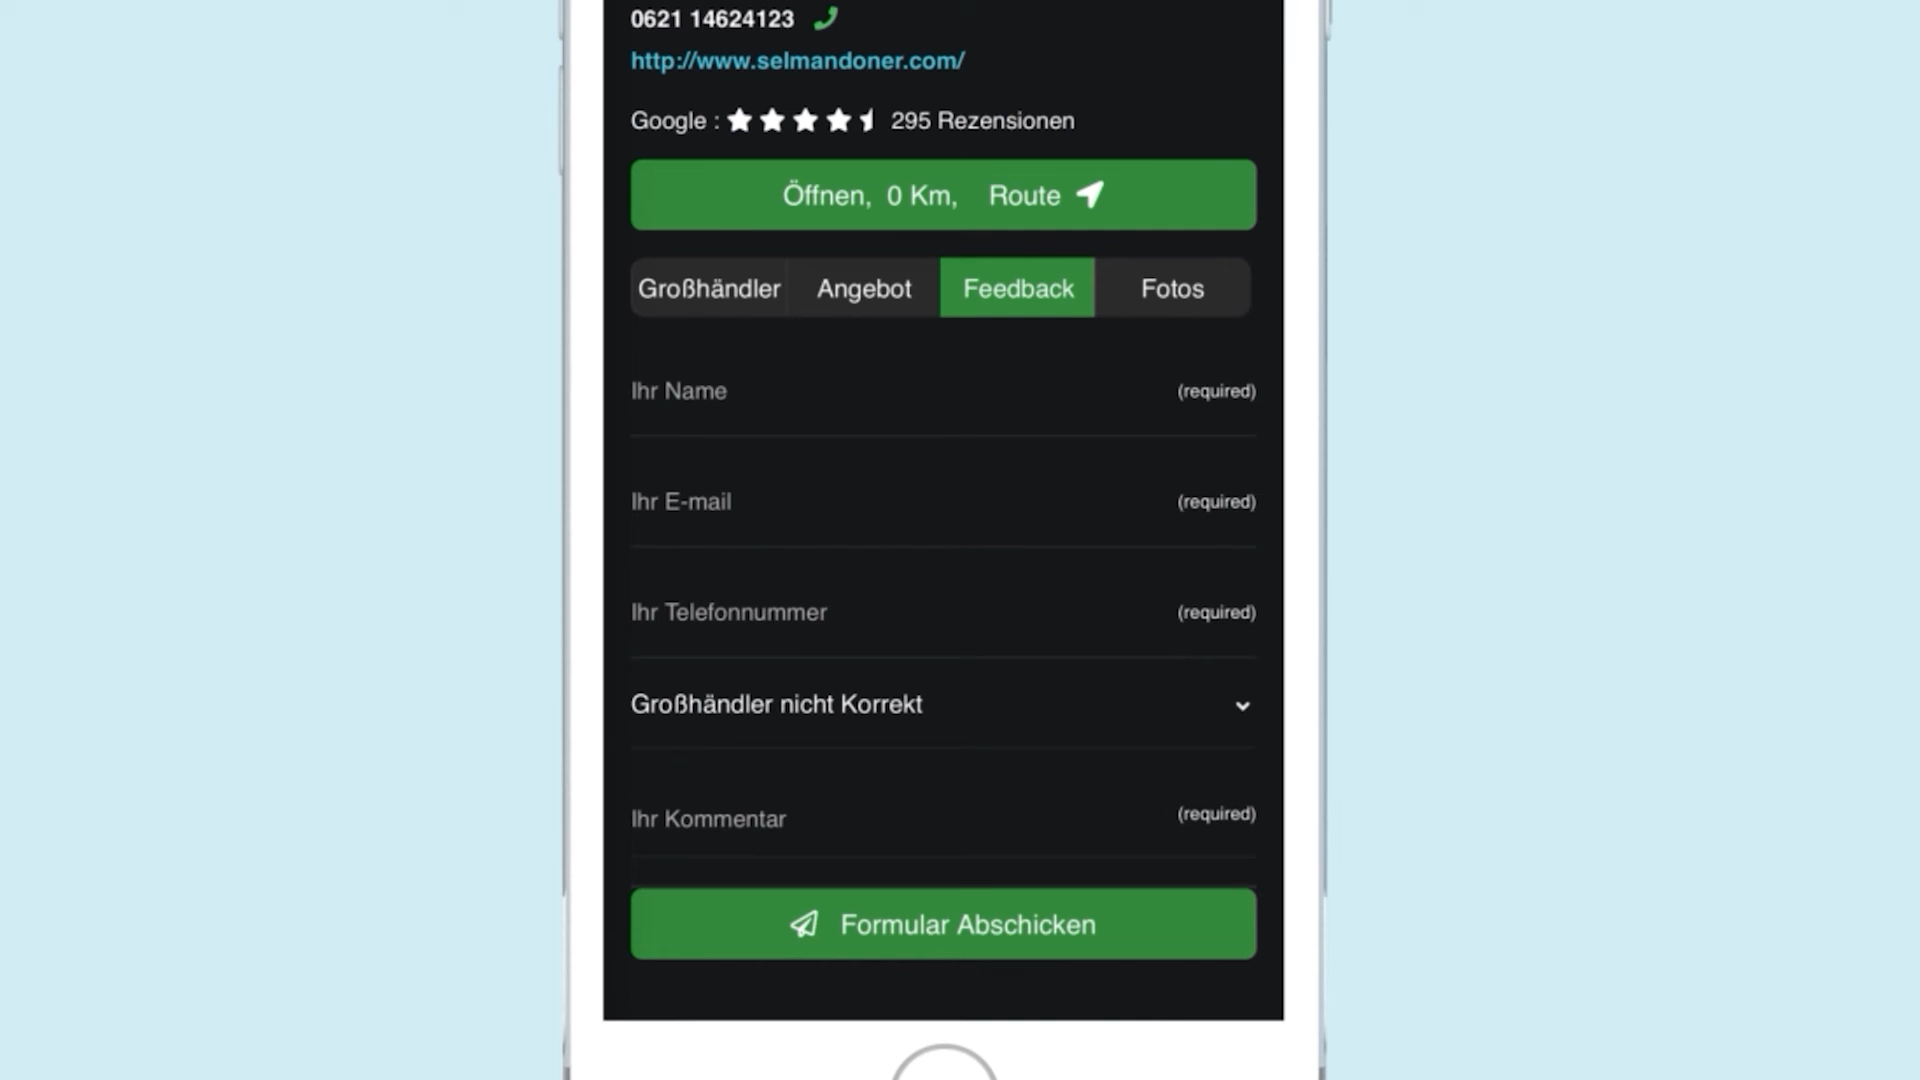 0621 14624123
http://www.selmandoner.com/
Google : 295 Rezensionen
Öffnen, 0 Km, Route
Großhändler Angebot Feedback Fotos
Ihr Name (required)
Ihr E-mail (required)
Ihr Telefonnummer (required)
Großhändler nicht Korrekt
Ihr Kommentar (required)
Formular Abschicken